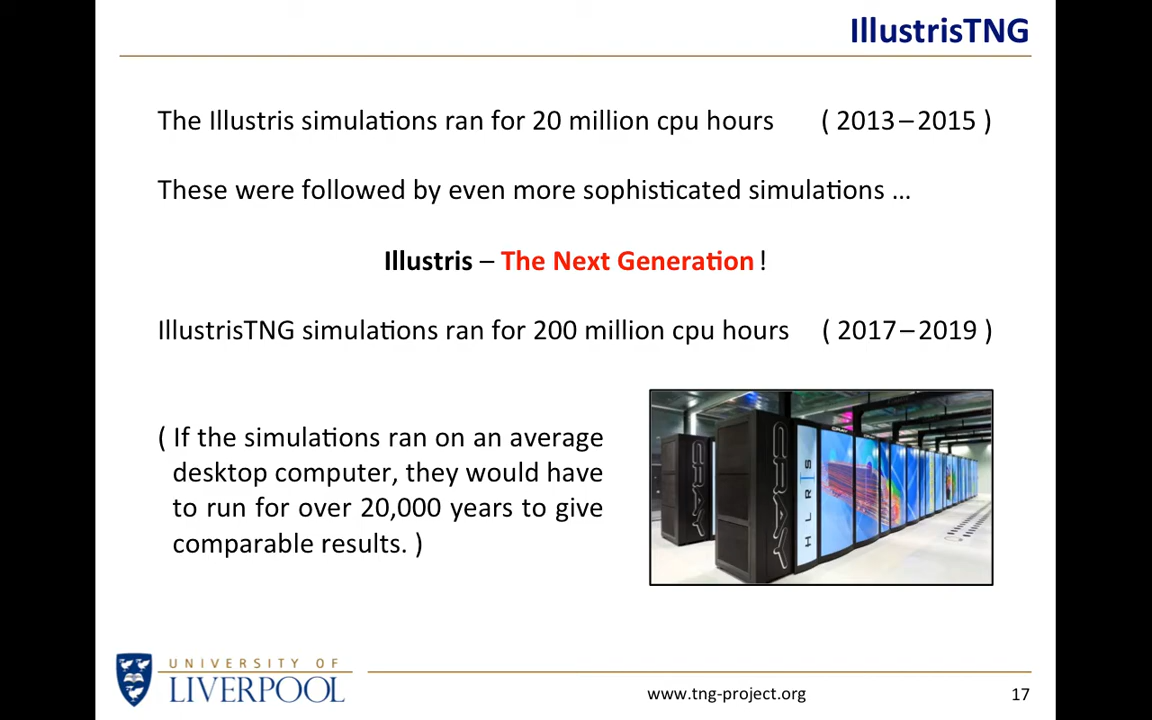 IllustrisTNG
The Illustris simulations ran for 20 million cpu hours ( 2013 – 2015 )
These were followed by even more sophisticated simulations ...
Illustris – The Next Generation !
IllustrisTNG simulations ran for 200 million cpu hours ( 2017 – 2019 )
( If the simulations ran on an average
desktop computer, they would have
to run for over 20,000 years to give
comparable results. )
CRAY
CRAY
H L R I S
UNIVERSITY OF
LIVERPOOL
www.tng-project.org
17